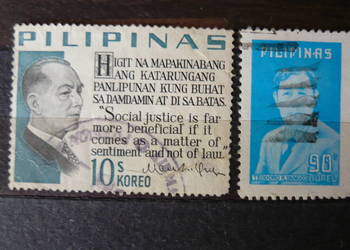 PILIPINAS
HIGIT NA MAPAKINABANG
ANG KATARUNGANG
PANLIPUNAN KUNG BUHAT
SA DAMDAMIN AT DI SA BATAS.
"Social justice is far
more beneficial if it
comes as a matter of
sentiment and not of law."
10s
KOREO
PILIPINAS
90s